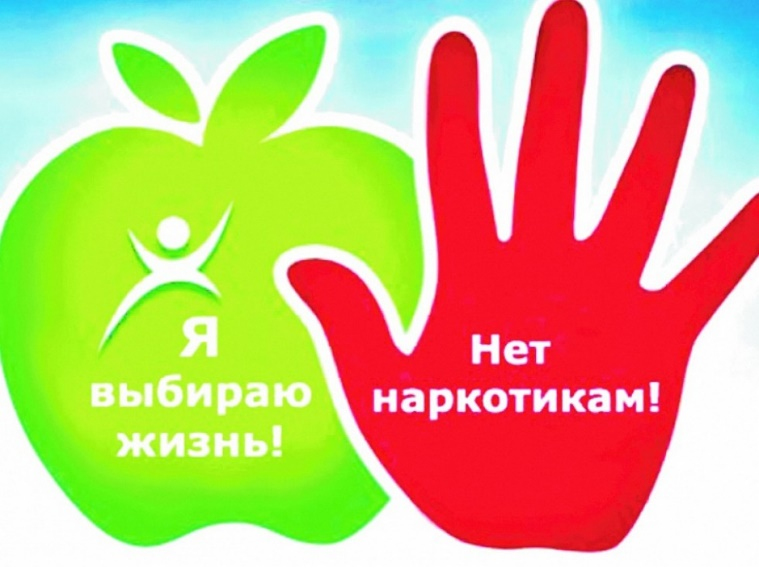 Я
выбираю
жизнь!
Нет
наркотикам!